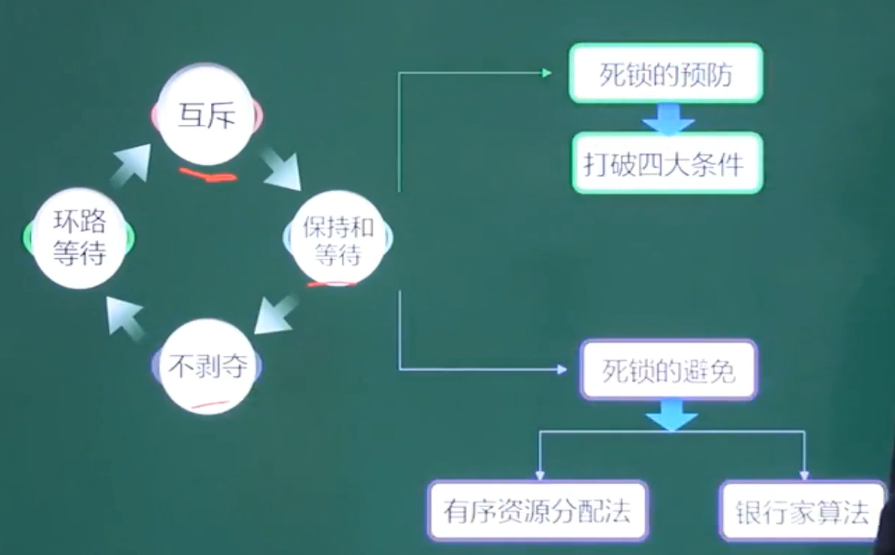 互斥
保持和
等待
不剥夺
环路
等待
死锁的预防
打破四大条件
死锁的避免
有序资源分配法
银行家算法